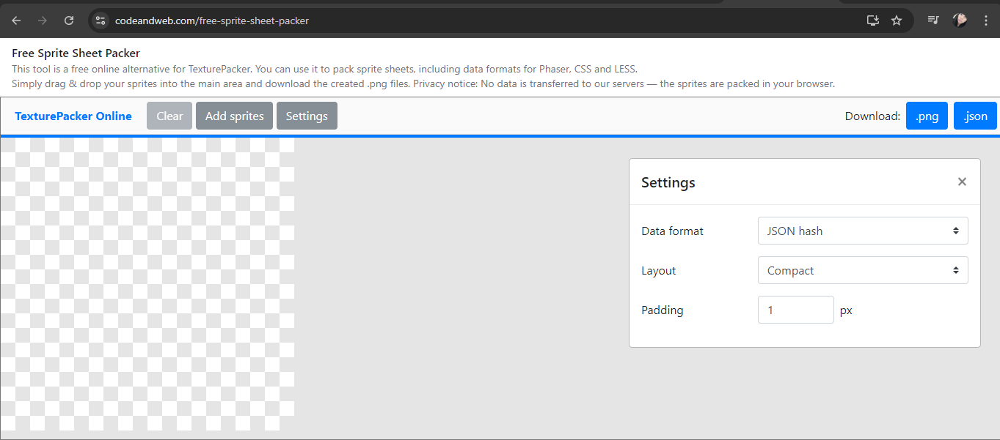 codeandweb.com/free-sprite-sheet-packer
Free Sprite Sheet Packer
This tool is a free online alternative for TexturePacker. You can use it to pack sprite sheets, including data formats for Phaser, CSS and LESS.
Simply drag & drop your sprites into the main area and download the created .png files. Privacy notice: No data is transferred to our servers — the sprites are packed in your browser.
TexturePacker Online Clear Add sprites Settings Download: .png .json
Settings ×
Data format JSON hash
Layout Compact
Padding 1 px